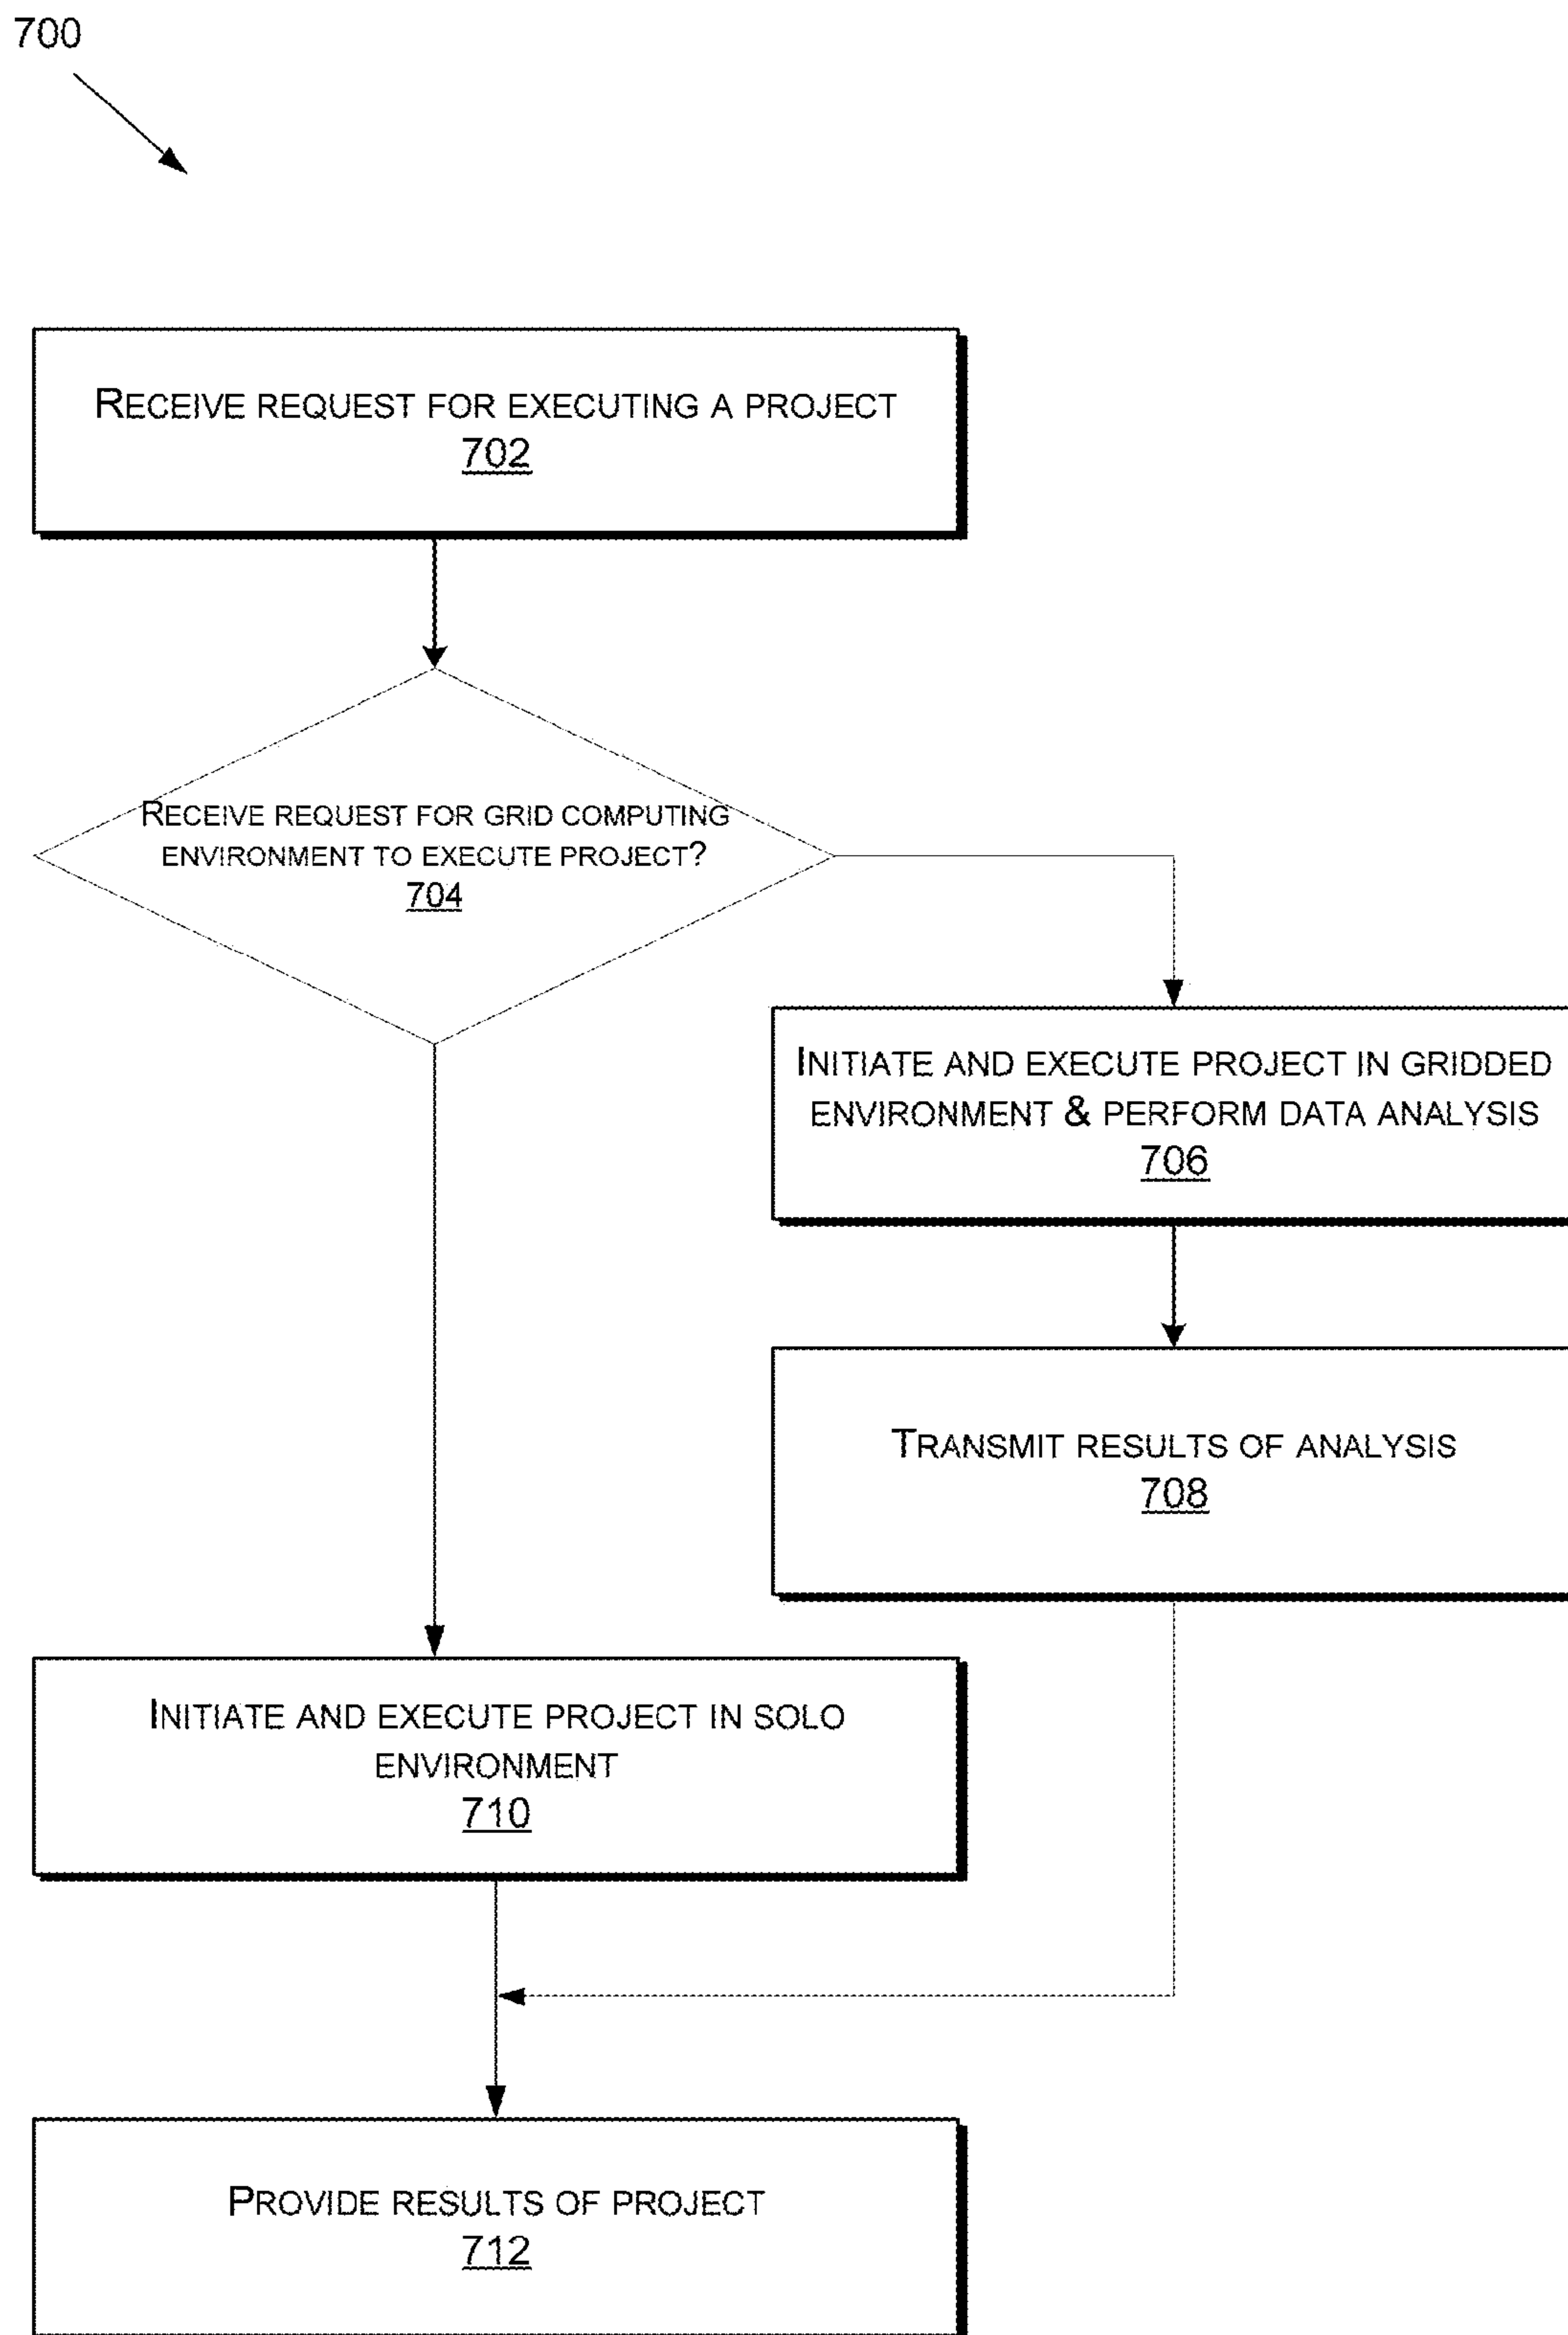 700
RECEIVE REQUEST FOR EXECUTING A PROJECT
702
RECEIVE REQUEST FOR GRID COMPUTING
ENVIRONMENT TO EXECUTE PROJECT?
704
INITIATE AND EXECUTE PROJECT IN GRIDDED
ENVIRONMENT & PERFORM DATA ANALYSIS
706
TRANSMIT RESULTS OF ANALYSIS
708
INITIATE AND EXECUTE PROJECT IN SOLO
ENVIRONMENT
710
PROVIDE RESULTS OF PROJECT
712